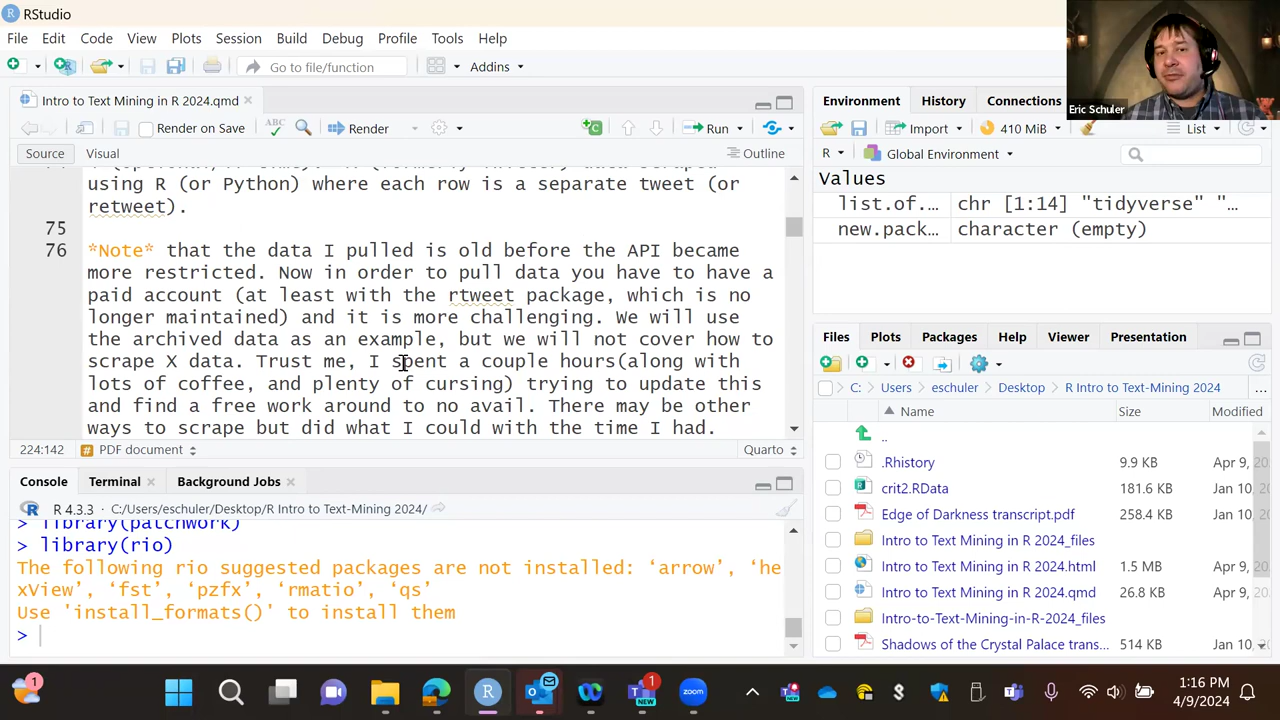 RStudio
File Edit Code View Plots Session Build Debug Profile Tools Help
Go to file/function
Addins
Eric Schuler
Intro to Text Mining in R 2024.qmd
Render on Save
ABC
Render
Run
Source Visual
Outline
using R (or Python) where each row is a separate tweet (or
retweet).
75
76 *Note* that the data I pulled is old before the API became
more restricted. Now in order to pull data you have to have a
paid account (at least with the rtweet package, which is no
longer maintained) and it is more challenging. We will use
the archived data as an example, but we will not cover how to
scrape X data. Trust me, I spent a couple hours(along with
lots of coffee, and plenty of cursing) trying to update this
and find a free work around to no avail. There may be other
ways to scrape but did what I could with the time I had.
224:142 # PDF document Quarto
Console Terminal Background Jobs
R 4.3.3 · C:/Users/eschuler/Desktop/R Intro to Text-Mining 2024/
> library(patchwork)
> library(rio)
The following rio suggested packages are not installed: ‘arrow’, ‘he
xView’, ‘fst’, ‘pzfx’, ‘rmatio’, ‘qs’
Use 'install_formats()' to install them
>
Environment History Connections
Import 410 MiB List
R Global Environment
Values
list.of.… chr [1:14] "tidyverse" "…
new.pack… character (empty)
Files Plots Packages Help Viewer Presentation
C: Users eschuler Desktop R Intro to Text-Mining 2024 ...
Name Size Modified
..
.Rhistory 9.9 KB Apr 9, 20
crit2.RData 181.6 KB Jan 10,
Edge of Darkness transcript.pdf 258.4 KB Jan 10,
Intro to Text Mining in R 2024_files
Intro to Text Mining in R 2024.html 1.5 MB Apr 9, 20
Intro to Text Mining in R 2024.qmd 26.8 KB Apr 9, 20
Intro-to-Text-Mining-in-R-2024_files
Shadows of the Crystal Palace trans... 514 KB Jan 10,
1
NEW
1
zoom
NEW
1:16 PM
4/9/2024